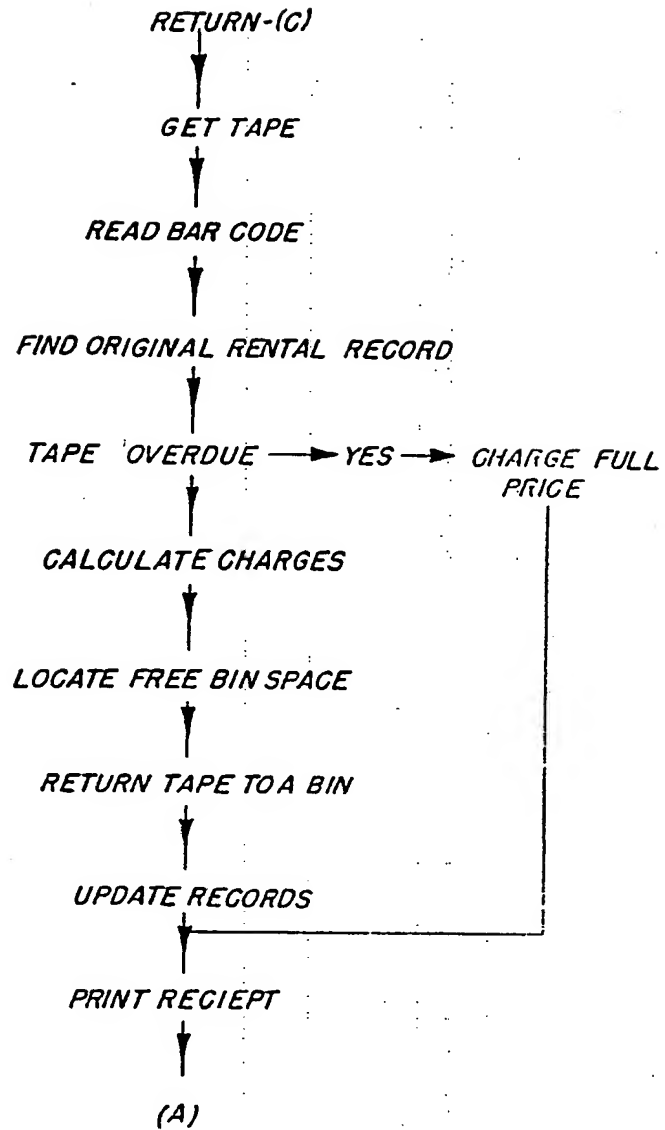 RETURN-(C)
GET TAPE
READ BAR CODE
FIND ORIGINAL RENTAL RECORD
TAPE OVERDUE YES CHARGE FULL
PRICE
CALCULATE CHARGES
LOCATE FREE BIN SPACE
RETURN TAPE TO A BIN
UPDATE RECORDS
PRINT RECIEPT
(A)